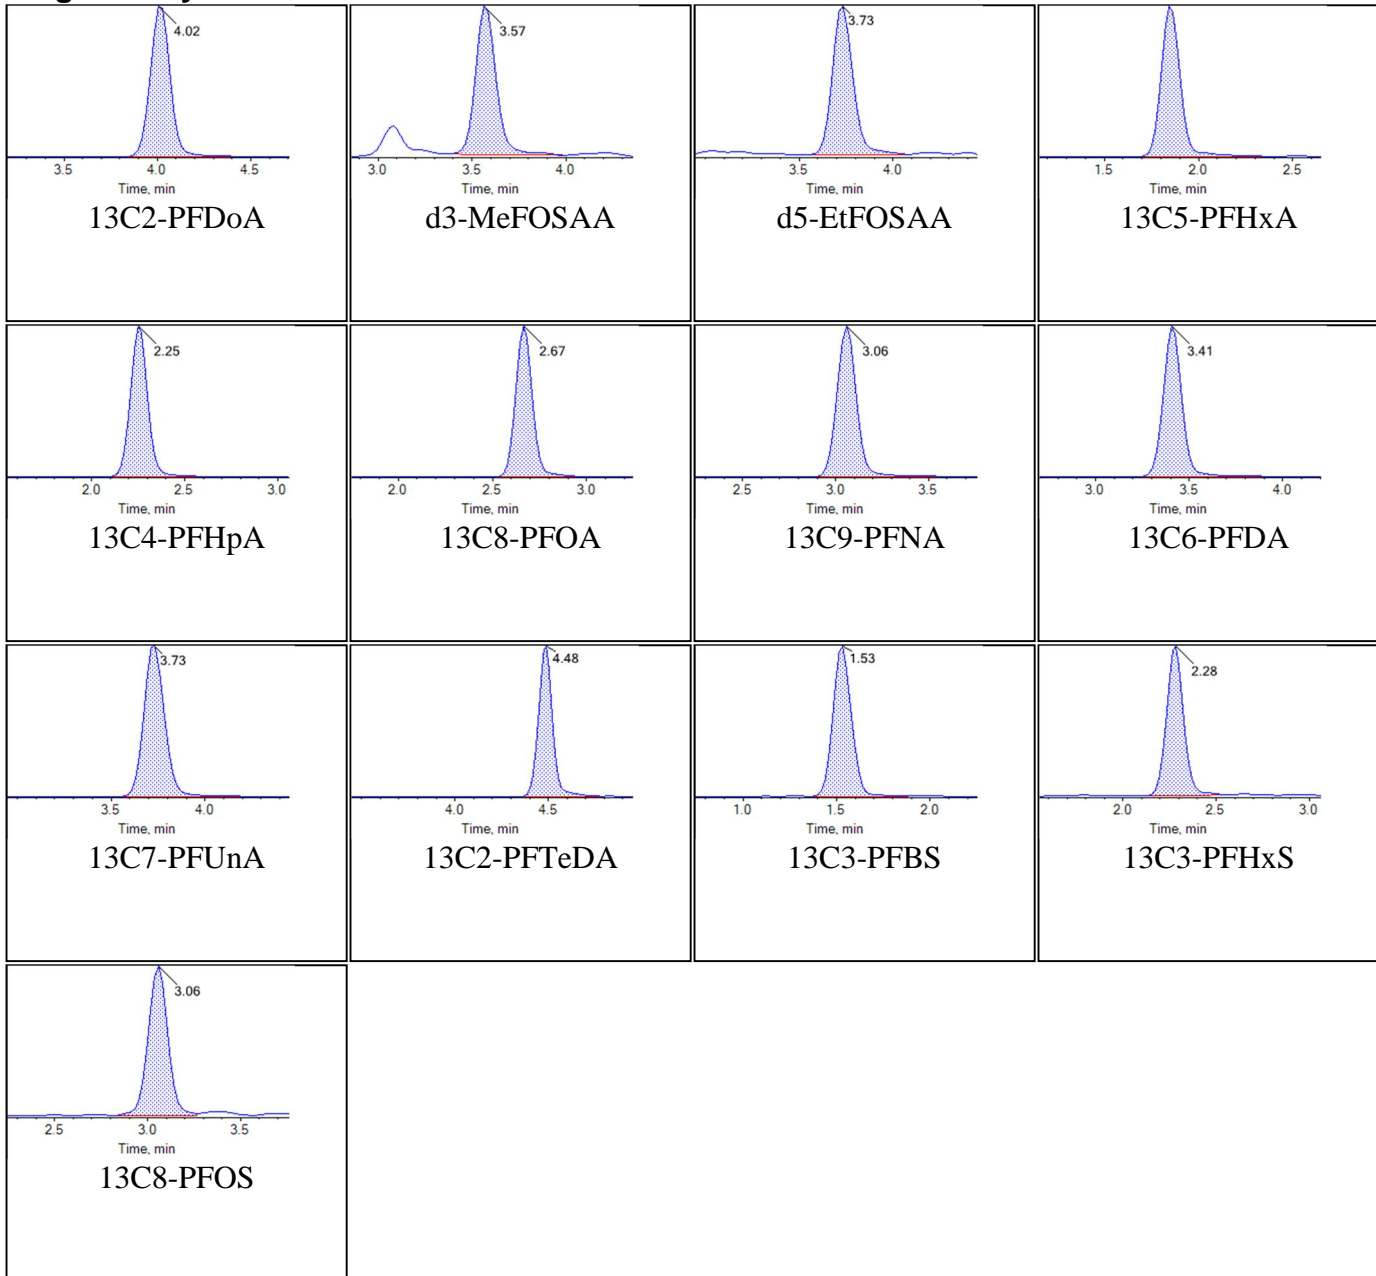 4.02
3.5 4.0 4.5
Time, min
13C2-PFDoA
3.57
3.0 3.5 4.0
Time, min
d3-MeFOSAA
3.73
3.5 4.0
Time, min
d5-EtFOSAA
1.5 2.0 2.5
Time, min
13C5-PFHxA
2.25
2.0 2.5 3.0
Time, min
13C4-PFHpA
2.67
2.0 2.5 3.0
Time, min
13C8-PFOA
3.06
2.5 3.0 3.5
Time, min
13C9-PFNA
3.41
3.0 3.5 4.0
Time, min
13C6-PFDA
3.73
3.5 4.0
Time, min
13C7-PFUnA
4.48
4.0 4.5
Time, min
13C2-PFTeDA
1.53
1.0 1.5 2.0
Time, min
13C3-PFBS
2.28
2.0 2.5 3.0
Time, min
13C3-PFHxS
3.06
2.5 3.0 3.5
Time, min
13C8-PFOS